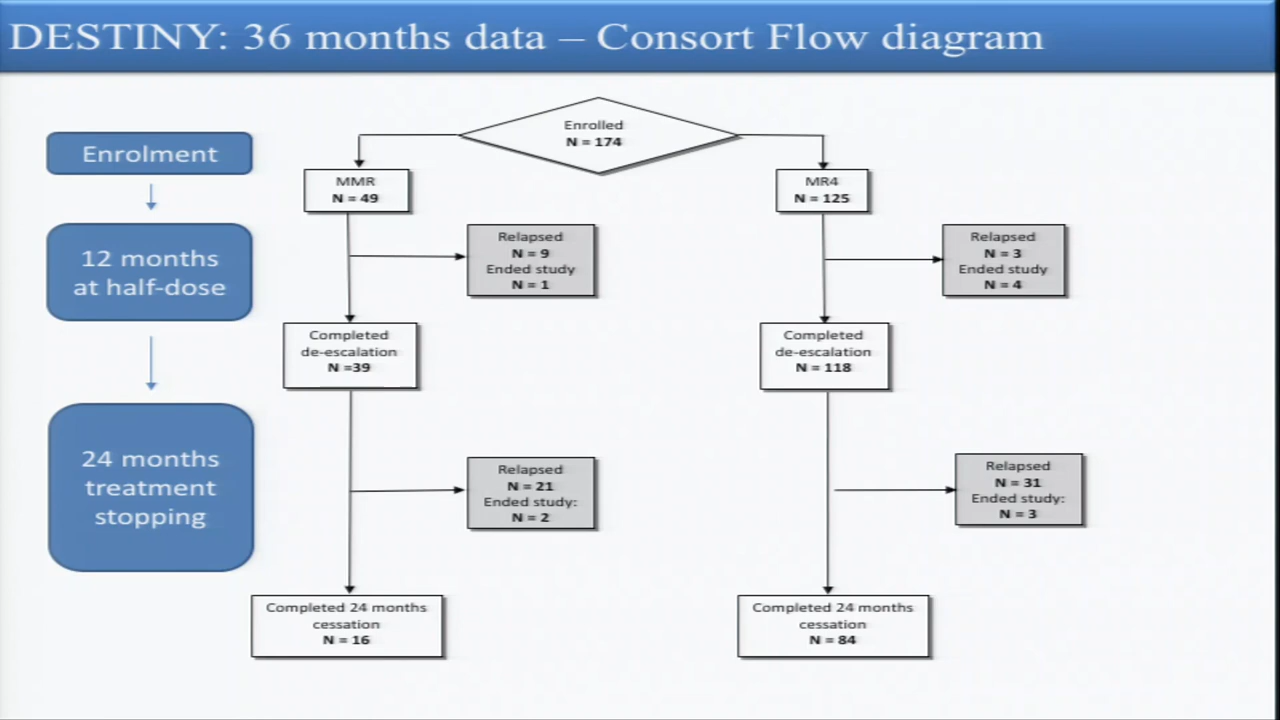 DESTINY: 36 months data – Consort Flow diagram
Enrolled
N = 174
Enrolment
MMR
N = 49
MR4
N = 125
Relapsed
N = 9
Ended study
N = 1
Relapsed
N = 3
Ended study
N = 4
12 months
at half-dose
Completed
de-escalation
N =39
Completed
de-escalation
N = 118
24 months
treatment
stopping
Relapsed
N = 21
Ended study:
N = 2
Relapsed
N = 31
Ended study:
N = 3
Completed 24 months
cessation
N = 16
Completed 24 months
cessation
N = 84